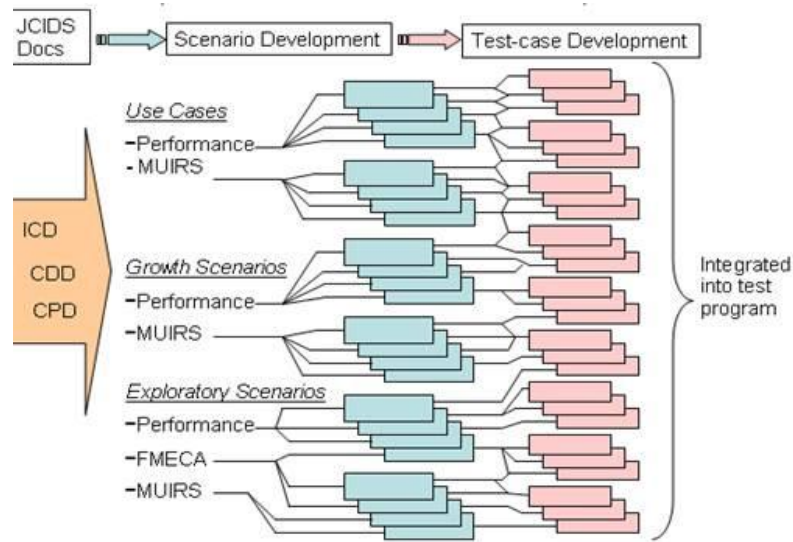 JCIDS
Docs
Scenario Development
Test-case Development
Use Cases
-Performance
- MUIRS
ICD
CDD
CPD
Growth Scenarios
-Performance
-MUIRS
Exploratory Scenarios
-Performance
-FMECA
-MUIRS
Integrated
into test
program